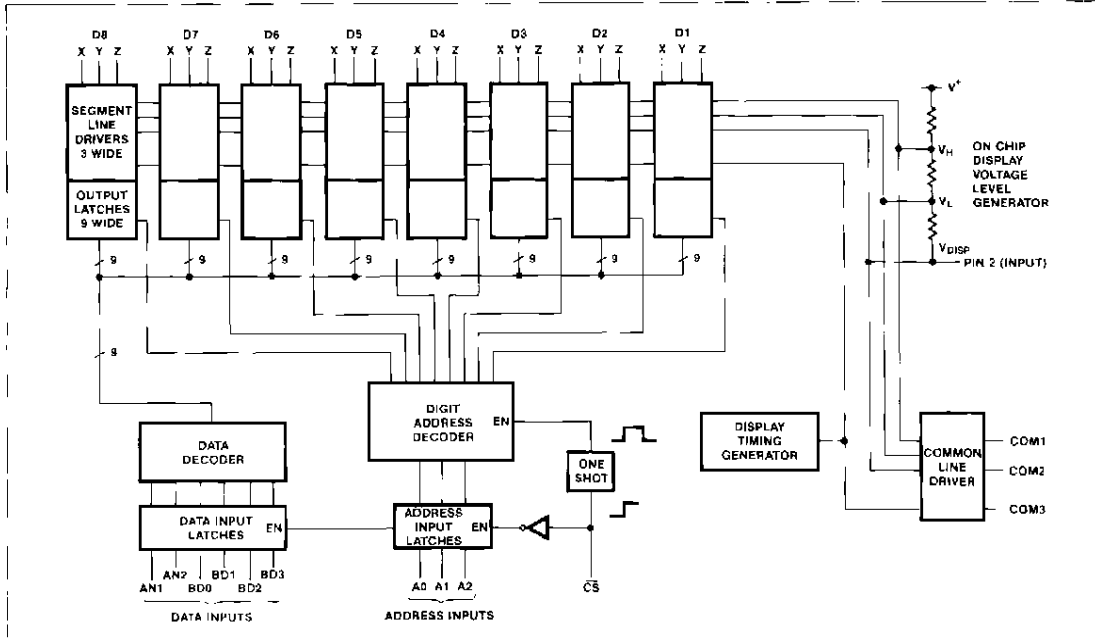 D8 D7 D6 D5 D4 D3 D2 D1
X Y Z X Y Z X Y Z X Y Z X Y Z X Y Z X Y Z X Y Z
SEGMENT
LINE
DRIVERS
3 WIDE
OUTPUT
LATCHES
9 WIDE
V+
VH
VL
VDISP
PIN 2 (INPUT)
ON CHIP
DISPLAY
VOLTAGE
LEVEL
GENERATOR
9 9 9 9 9 9 9
9
DIGIT
ADDRESS
DECODER
EN
DATA
DECODER
ONE
SHOT
DISPLAY
TIMING
GENERATOR
COMMON
LINE
DRIVER
COM1
COM2
COM3
DATA INPUT
LATCHES
EN
ADDRESS
INPUT
LATCHES
EN
AN1 AN2 BD0 BD1 BD2 BD3
DATA INPUTS
A0 A1 A2
ADDRESS INPUTS
CS